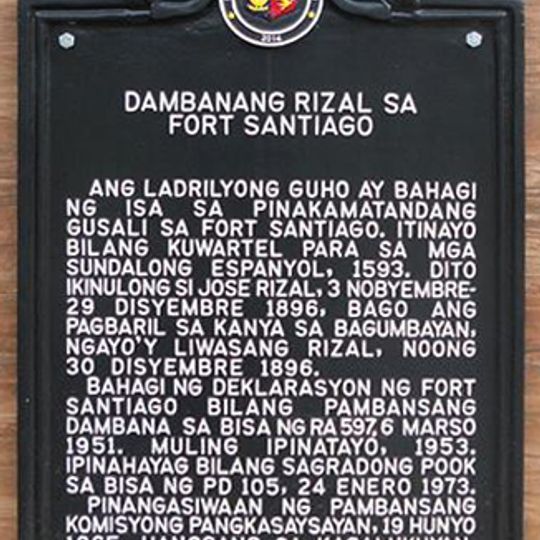 2014
DAMBANANG RIZAL SA
FORT SANTIAGO
ANG LADRILYONG GUHO AY BAHAGI
NG ISA SA PINAKAMATANDANG
GUSALI SA FORT SANTIAGO. ITINAYO
BILANG KUWARTEL PARA SA MGA
SUNDALONG ESPANYOL, 1593. DITO
IKINULONG SI JOSE RIZAL, 3 NOBYEMBRE-
29 DISYEMBRE 1896, BAGO ANG
PAGBARIL SA KANYA SA BAGUMBAYAN,
NGAYO'Y LIWASANG RIZAL, NOONG
30 DISYEMBRE 1896.
BAHAGI NG DEKLARASYON NG FORT
SANTIAGO BILANG PAMBANSANG
DAMBANA SA BISA NG RA 597, 6 MARSO
1951. MULING IPINATAYO, 1953.
IPINAHAYAG BILANG SAGRADONG POOK
SA BISA NG PD 105, 24 ENERO 1973.
PINANGASIWAAN NG PAMBANSANG
KOMISYONG PANGKASAYSAYAN, 19 HUNYO